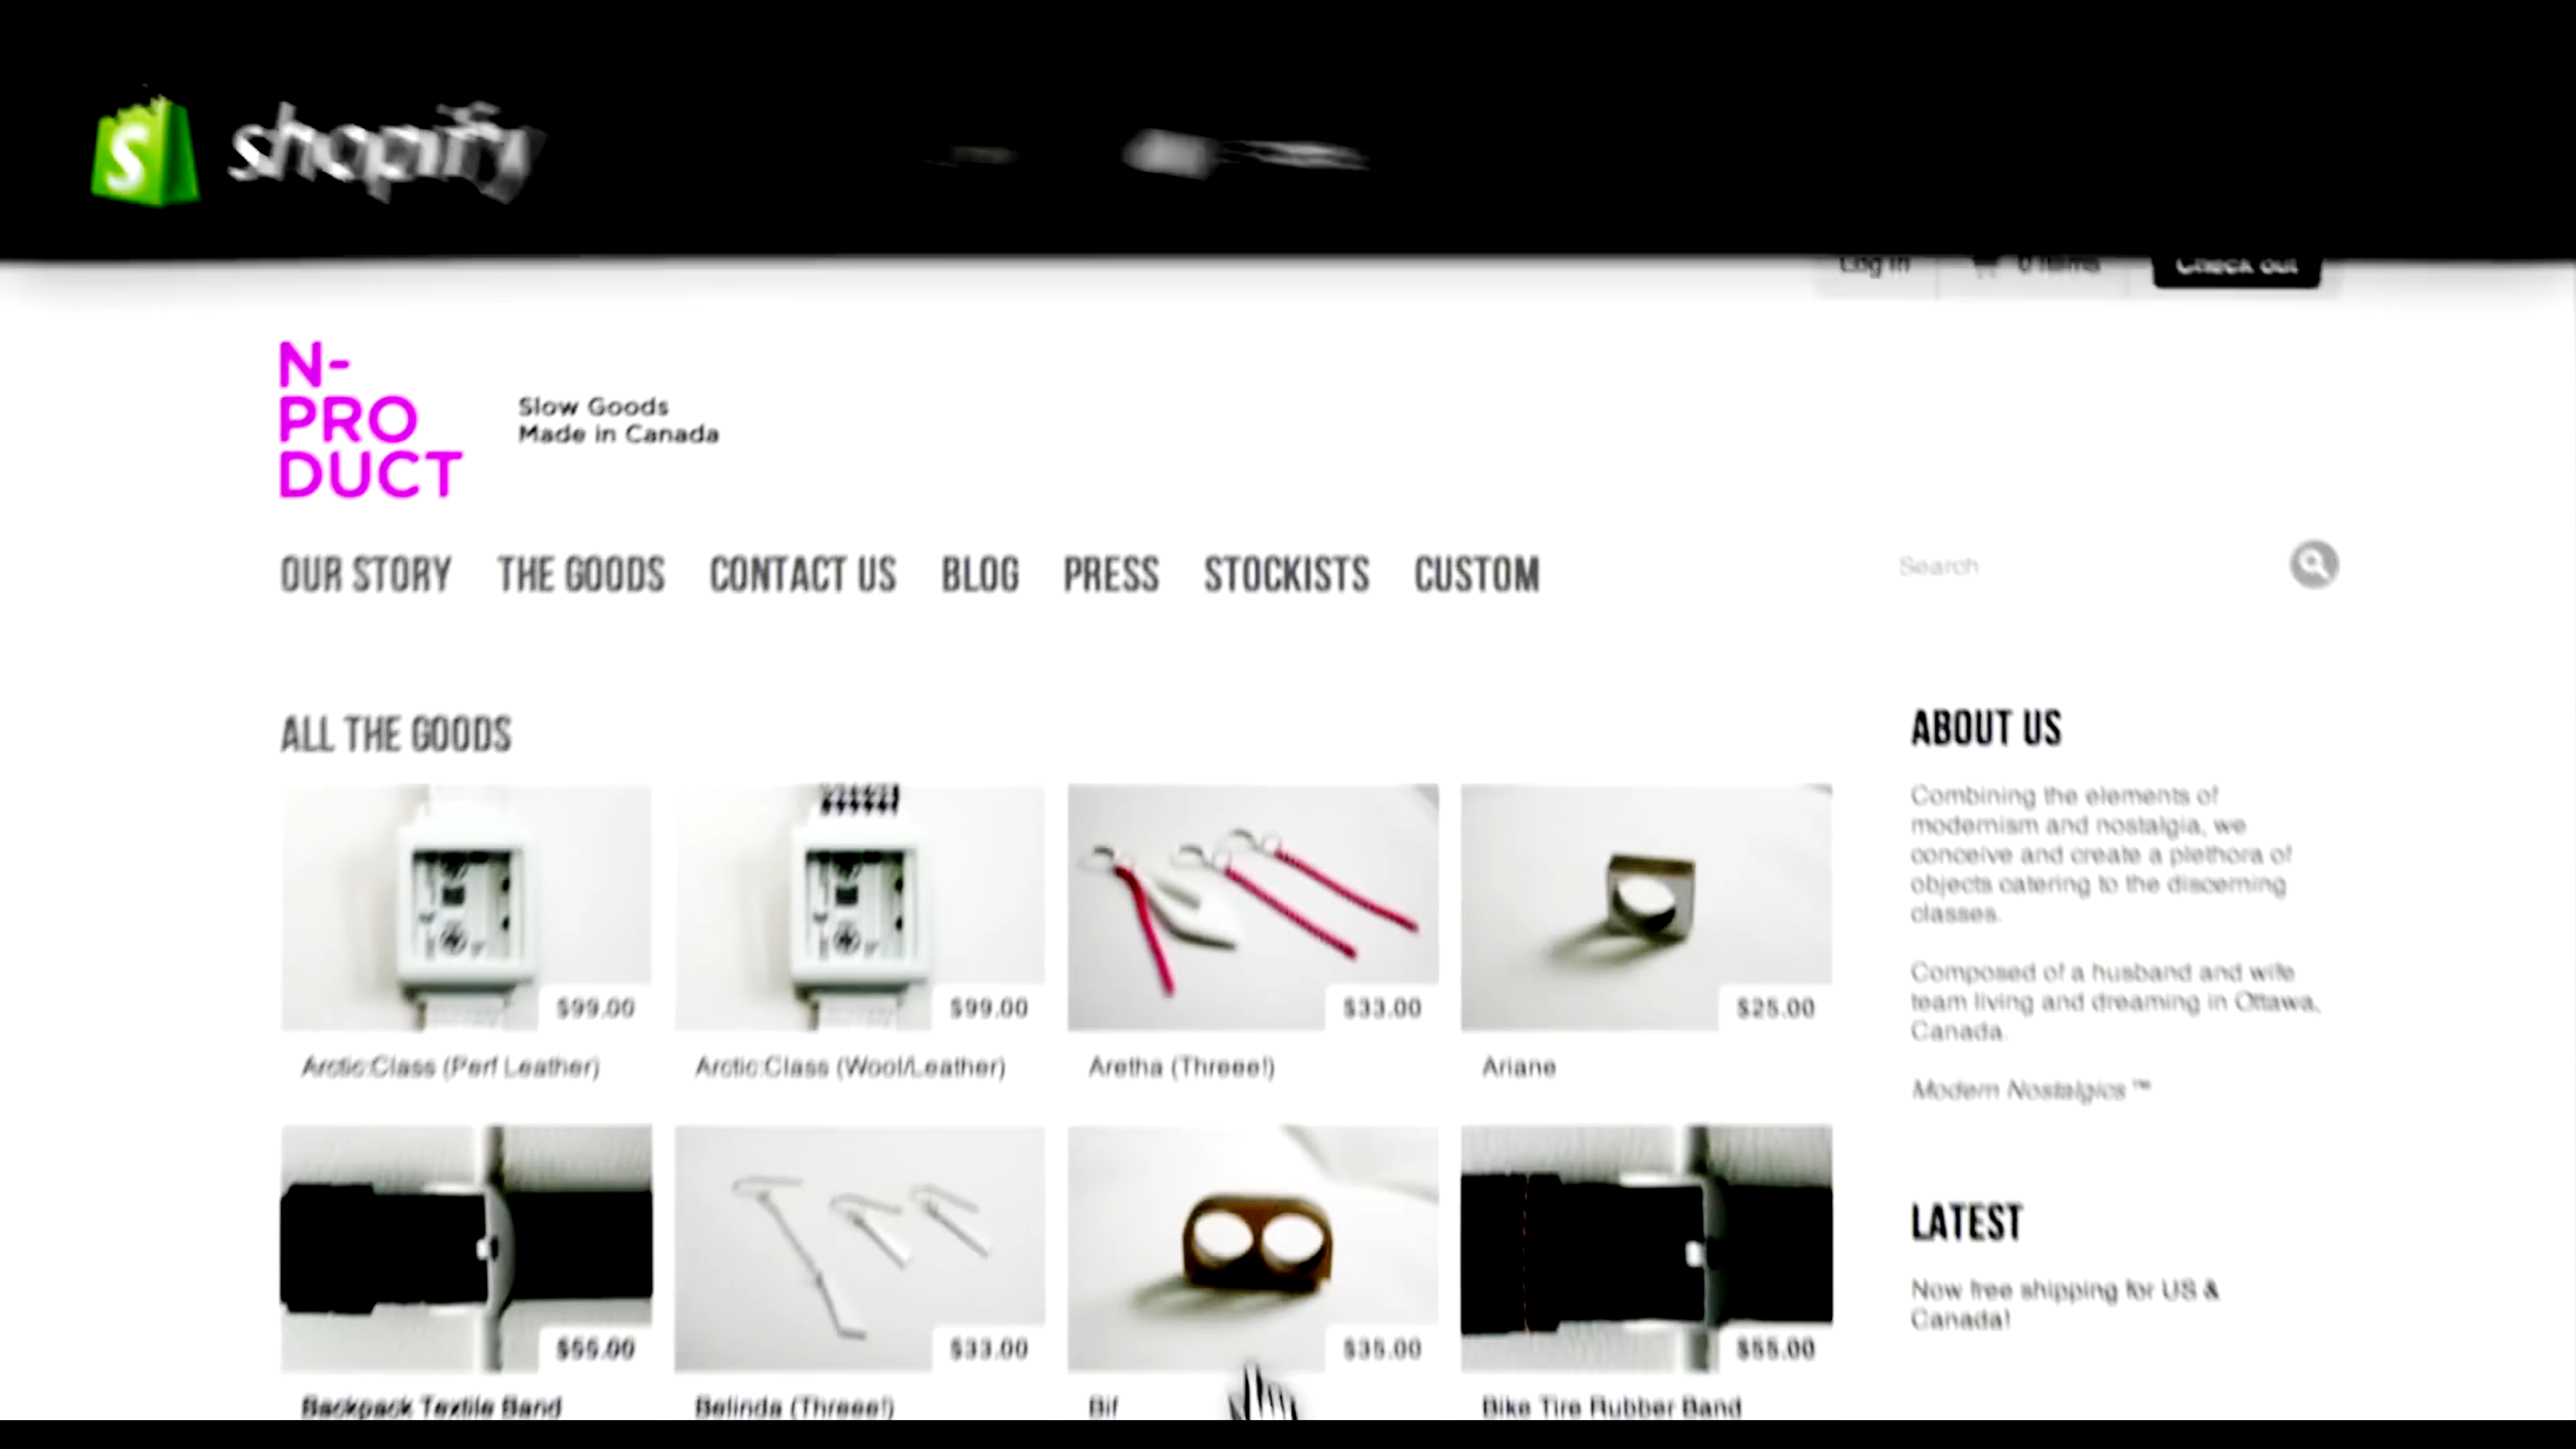 shopify
Log in 0 items Check out
N-
PRO
DUCT
Slow Goods
Made in Canada
OUR STORY THE GOODS CONTACT US BLOG PRESS STOCKISTS CUSTOM
Search
ALL THE GOODS
$99.00 $99.00 $33.00 $25.00
Arctic:Class (Perf Leather) Arctic:Class (Wool/Leather) Aretha (Threee!) Ariane
$55.00 $33.00 $35.00 $55.00
Backpack Textile Band Belinda (Threee!) Bif Bike Tire Rubber Band
ABOUT US
Combining the elements of
modernism and nostalgia, we
conceive and create a plethora of
objects catering to the discerning
classes.
Composed of a husband and wife
team living and dreaming in Ottawa,
Canada.
Modern Nostalgics ™
LATEST
Now free shipping for US &
Canada!